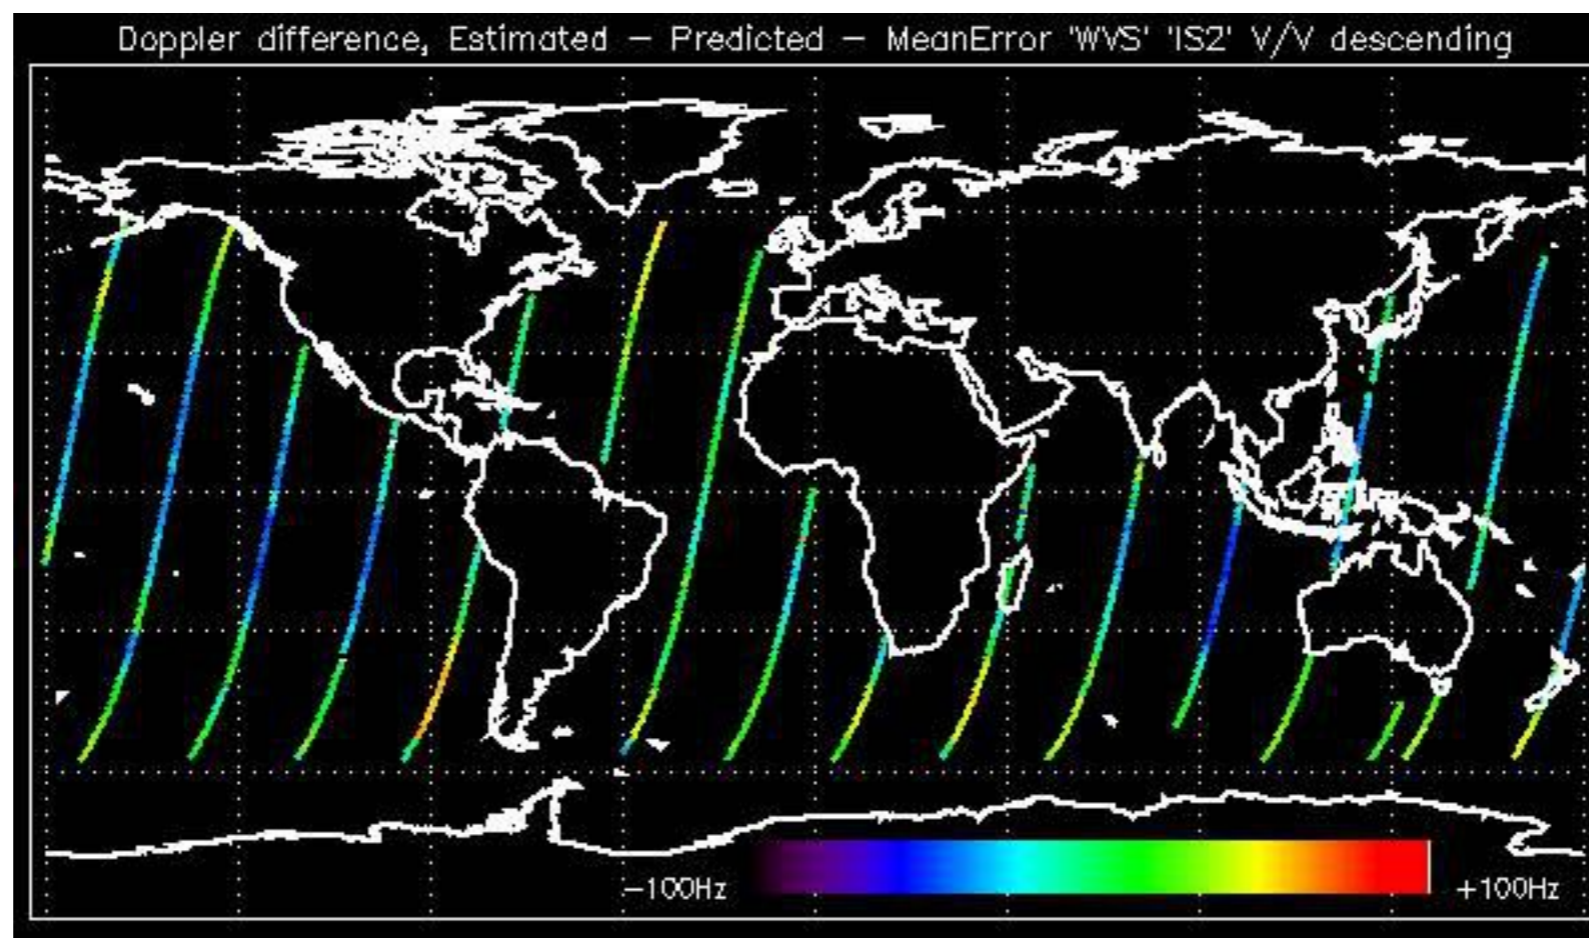 Doppler difference, Estimated – Predicted – MeanError 'WVS' 'IS2' V/V descending
-100Hz +100Hz